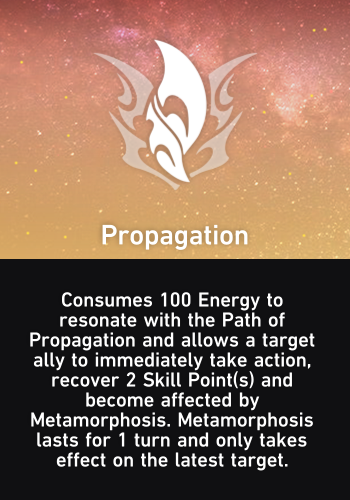 Propagation
Consumes 100 Energy to
resonate with the Path of
Propagation and allows a target
ally to immediately take action,
recover 2 Skill Point(s) and
become affected by
Metamorphosis. Metamorphosis
lasts for 1 turn and only takes
effect on the latest target.